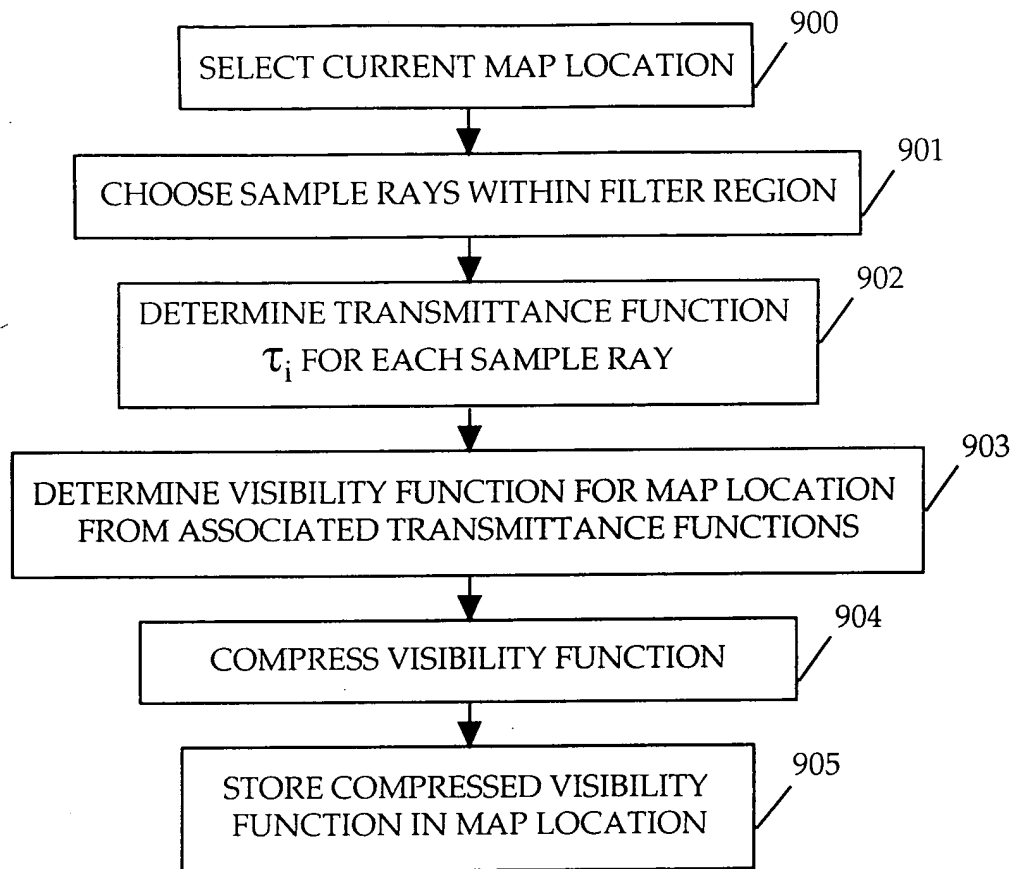 900
SELECT CURRENT MAP LOCATION
901
CHOOSE SAMPLE RAYS WITHIN FILTER REGION
902
DETERMINE TRANSMITTANCE FUNCTION
τi FOR EACH SAMPLE RAY
903
DETERMINE VISIBILITY FUNCTION FOR MAP LOCATION
FROM ASSOCIATED TRANSMITTANCE FUNCTIONS
904
COMPRESS VISIBILITY FUNCTION
905
STORE COMPRESSED VISIBILITY
FUNCTION IN MAP LOCATION